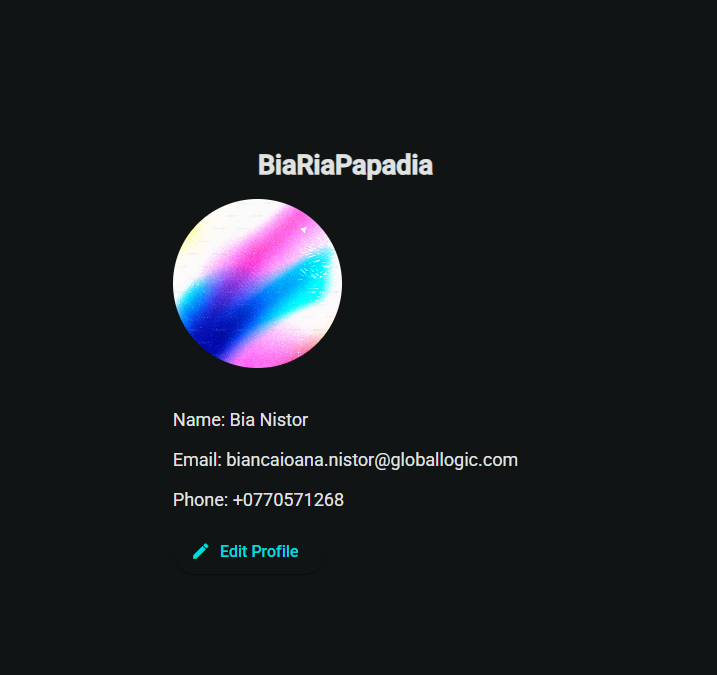 BiaRiaPapadia
Name: Bia Nistor
Email: biancaioana.nistor@globallogic.com
Phone: +0770571268
Edit Profile